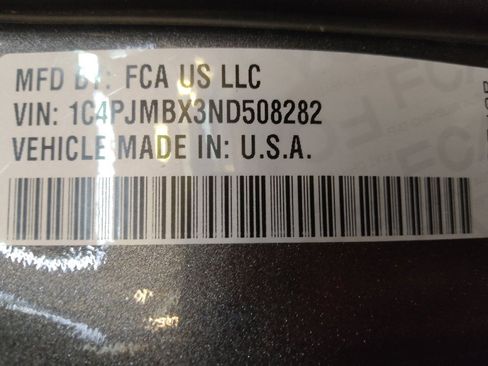 MFD BY: FCA US LLC
VIN: 1C4PJMBX3ND508282
VEHICLE MADE IN: U.S.A.